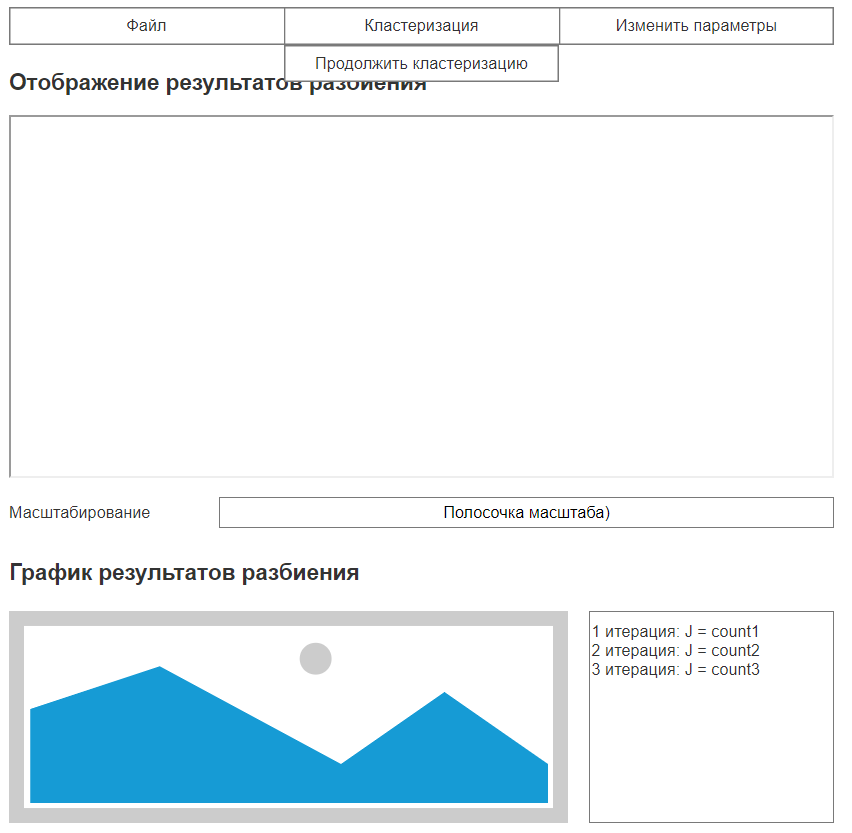 Файл
Кластеризация
Изменить параметры
Продолжить кластеризацию
Отображение результатов разбиения
Масштабирование
Полосочка масштаба)
График результатов разбиения
1 итерация: J = count1
2 итерация: J = count2
3 итерация: J = count3